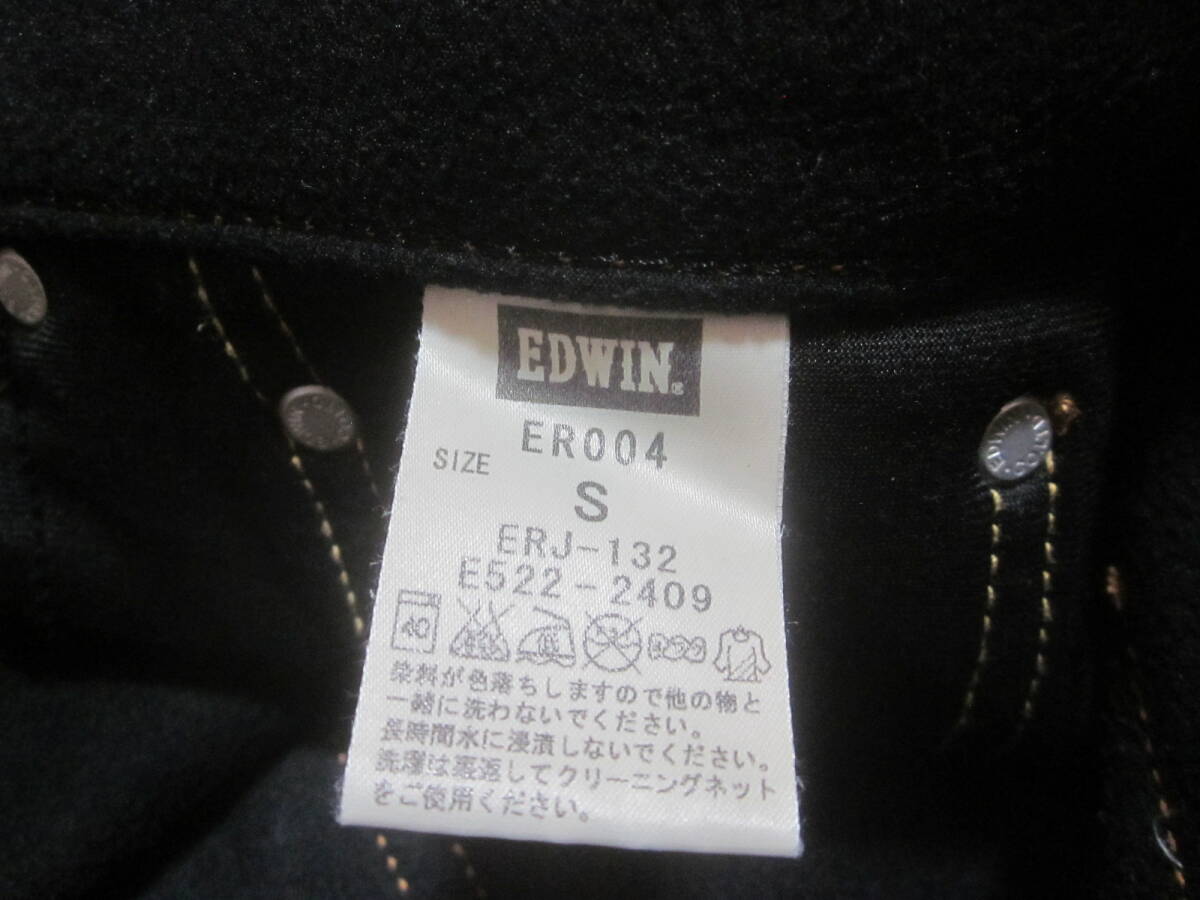 EDWIN®
ER004
SIZE
S
ERJ-132
E522-2409
40
染料が色落ちしますので他の物と
一緒に洗わないでください。
長時間水に浸漬しないでください。
洗濯は裏返してクリーニングネット
をご使用ください。